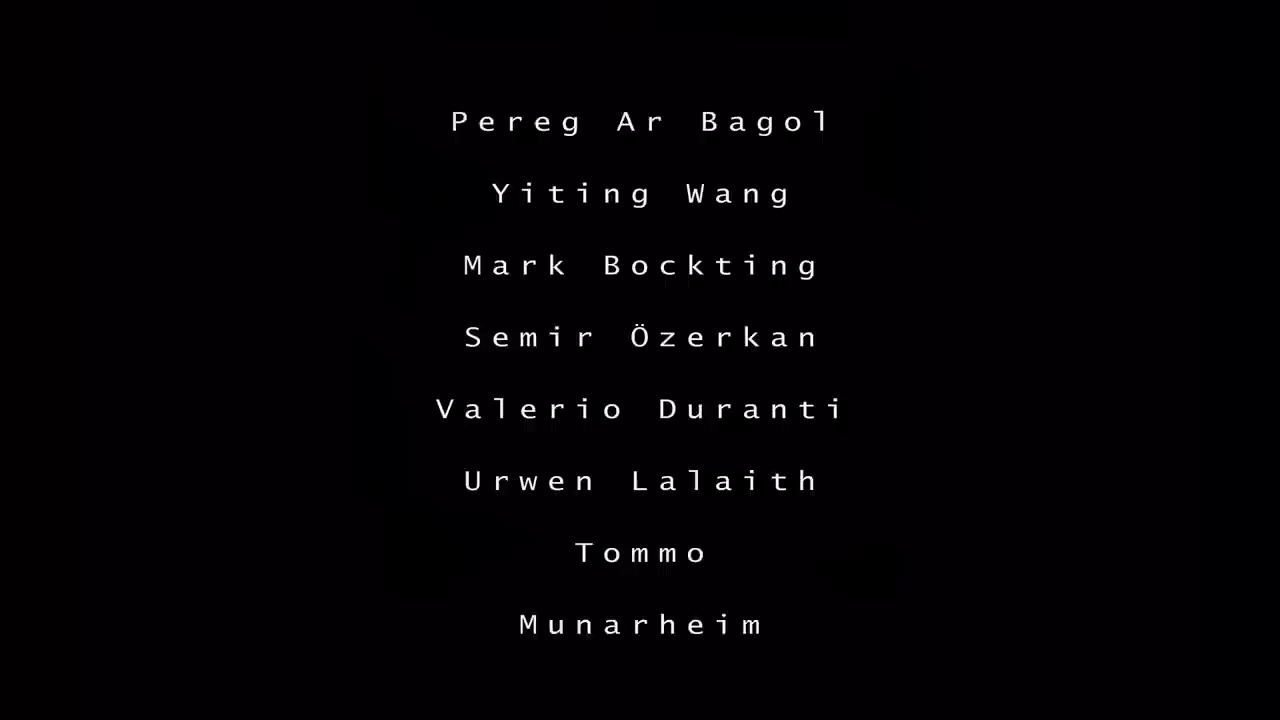 Pereg Ar Bagol
Yiting Wang
Mark Bockting
Semir Özerkan
Valerio Duranti
Urwen Lalaith
Tommo
Munarheim